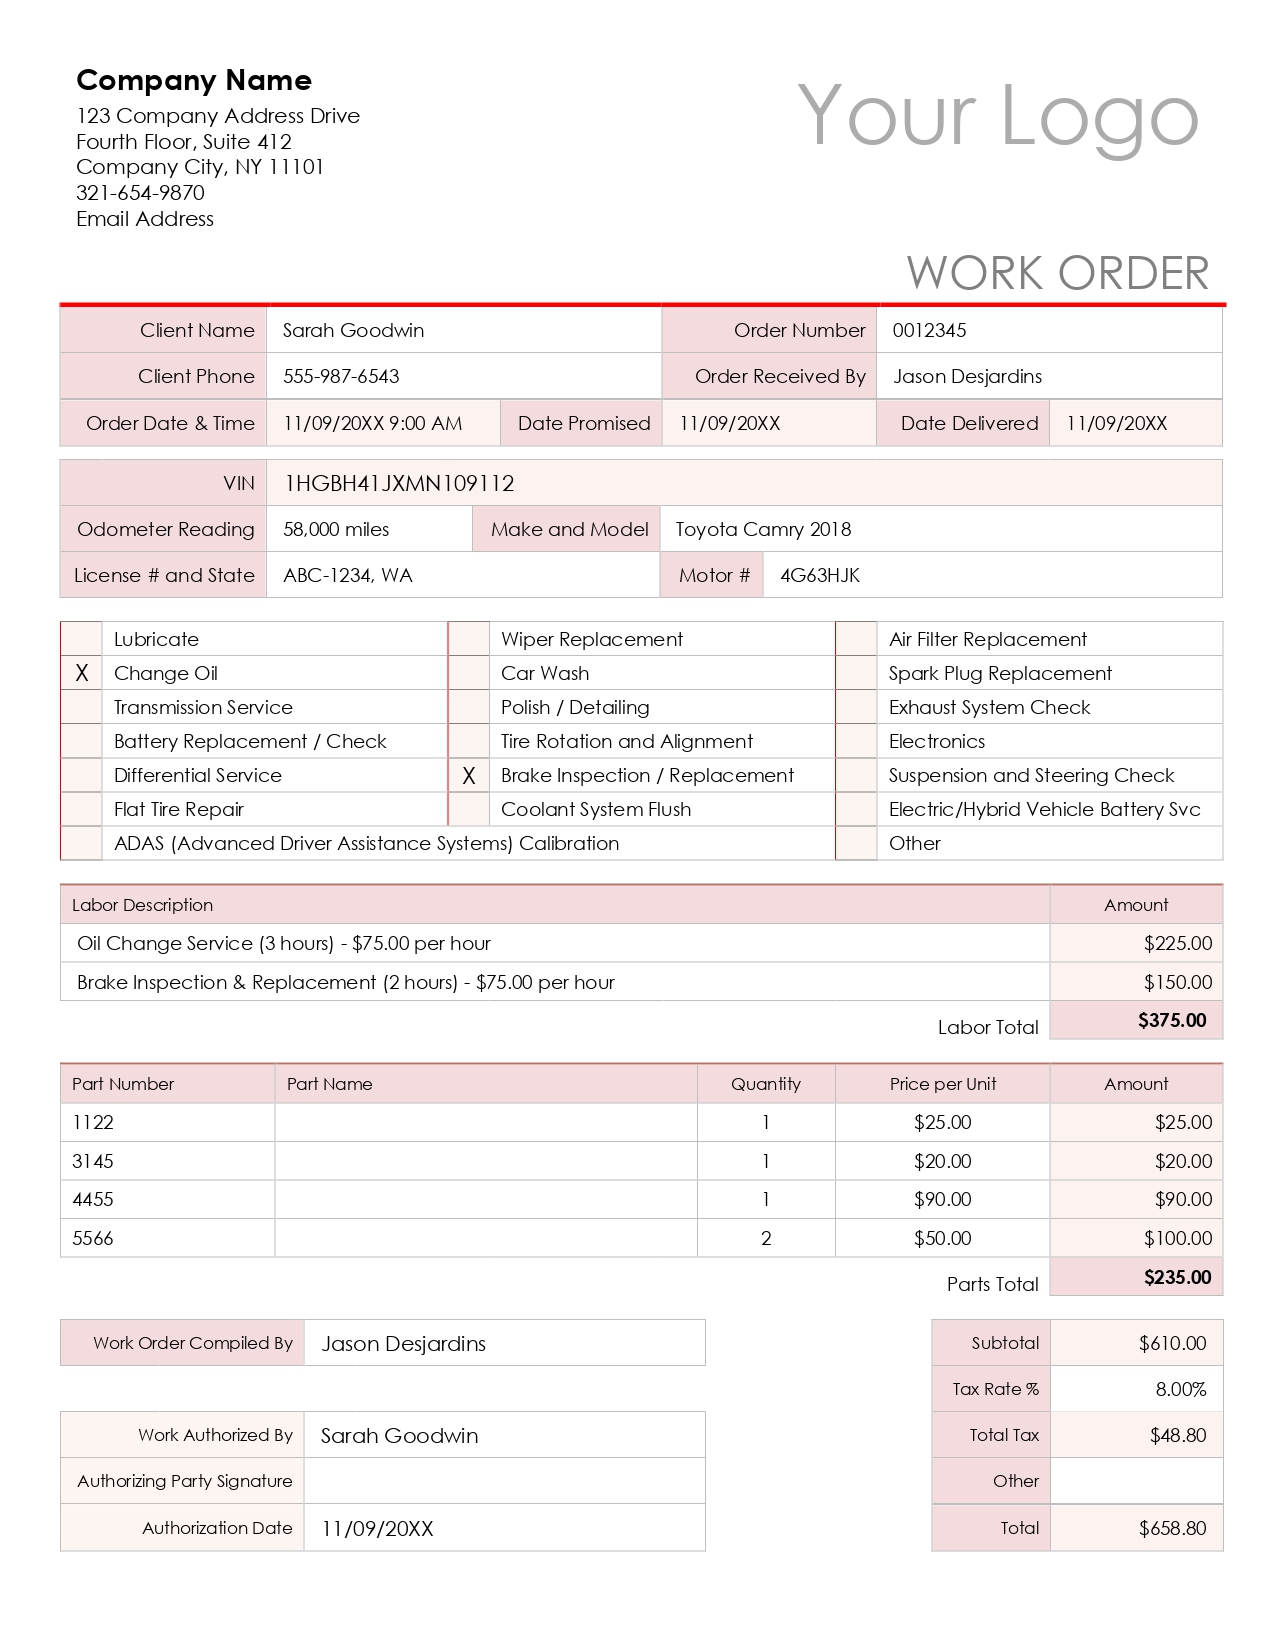 Company Name
123 Company Address Drive
Fourth Floor, Suite 412
Company City, NY 11101
321-654-9870
Email Address
Your Logo
WORK ORDER
Client Name Sarah Goodwin Order Number 0012345
Client Phone 555-987-6543 Order Received By Jason Desjardins
Order Date & Time 11/09/20XX 9:00 AM Date Promised 11/09/20XX Date Delivered 11/09/20XX
VIN 1HGBH41JXMN109112
Odometer Reading 58,000 miles Make and Model Toyota Camry 2018
License # and State ABC-1234, WA Motor # 4G63HJK
Lubricate Wiper Replacement Air Filter Replacement
X Change Oil Car Wash Spark Plug Replacement
Transmission Service Polish / Detailing Exhaust System Check
Battery Replacement / Check Tire Rotation and Alignment Electronics
Differential Service X Brake Inspection / Replacement Suspension and Steering Check
Flat Tire Repair Coolant System Flush Electric/Hybrid Vehicle Battery Svc
ADAS (Advanced Driver Assistance Systems) Calibration Other
Labor Description Amount
Oil Change Service (3 hours) - $75.00 per hour $225.00
Brake Inspection & Replacement (2 hours) - $75.00 per hour $150.00
Labor Total $375.00
Part Number Part Name Quantity Price per Unit Amount
1122 1 $25.00 $25.00
3145 1 $20.00 $20.00
4455 1 $90.00 $90.00
5566 2 $50.00 $100.00
Parts Total $235.00
Work Order Compiled By Jason Desjardins Subtotal $610.00
Tax Rate % 8.00%
Work Authorized By Sarah Goodwin Total Tax $48.80
Authorizing Party Signature Other
Authorization Date 11/09/20XX Total $658.80